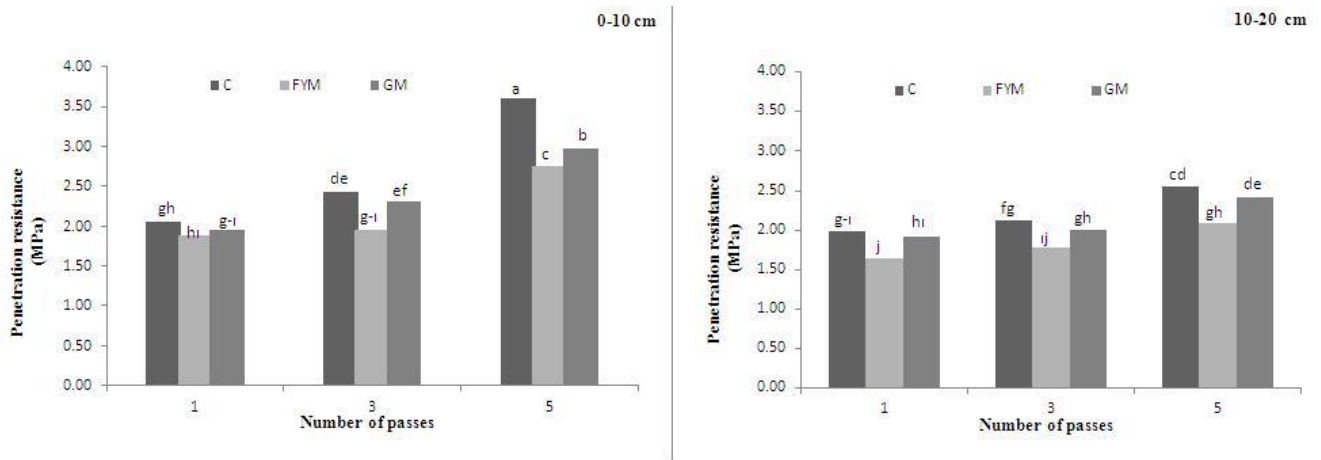 0-10 cm
C FYM GM
4.00
3.50
3.00
2.50
2.00
1.50
1.00
0.50
0.00
Penetration resistance
(MPa)
gh hı g-ı
de g-ı ef
a c b
1 3 5
Number of passes
10-20 cm
C FYM GM
4.00
3.50
3.00
2.50
2.00
1.50
1.00
0.50
0.00
Penetration resistance
(MPa)
g-ı j hı
fg ıj gh
cd gh de
1 3 5
Number of passes